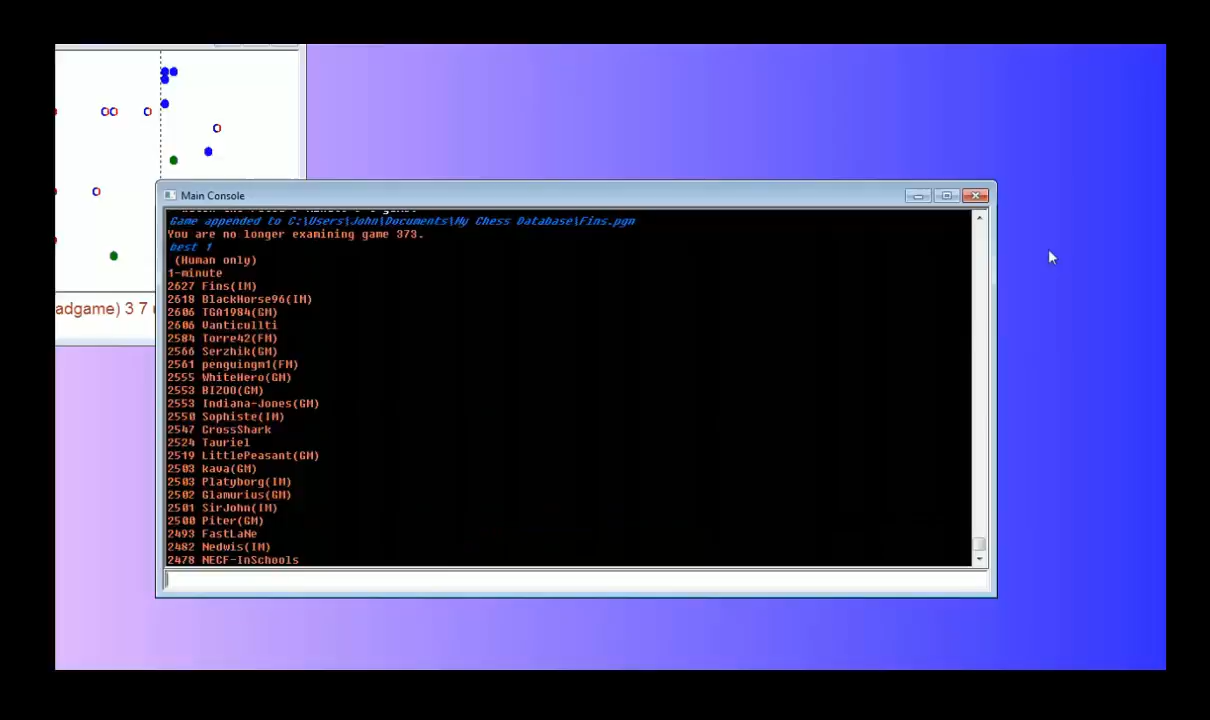 adgame) 3 7
Main Console
Game appended to C:\Users\John\Documents\My Chess Database\Fins.pgn
You are no longer examining game 373.
best 1
(Human only)
1-minute
2627 Fins(IM)
2618 BlackHorse96(IM)
2606 TGA1984(GM)
2606 Vanticullti
2584 Torre42(FM)
2566 Serzhik(GM)
2561 penguingm1(FM)
2555 WhiteHero(GM)
2553 BIZOO(GM)
2553 Indiana-Jones(GM)
2550 Sophiste(IM)
2547 CrossShark
2524 Tauriel
2519 LittlePeasant(GM)
2503 kava(GM)
2503 Platyborg(IM)
2502 Glamurius(GM)
2501 SirJohn(IM)
2500 Piter(GM)
2493 FastLaNe
2482 Nedwis(IM)
2478 NECF-InSchools